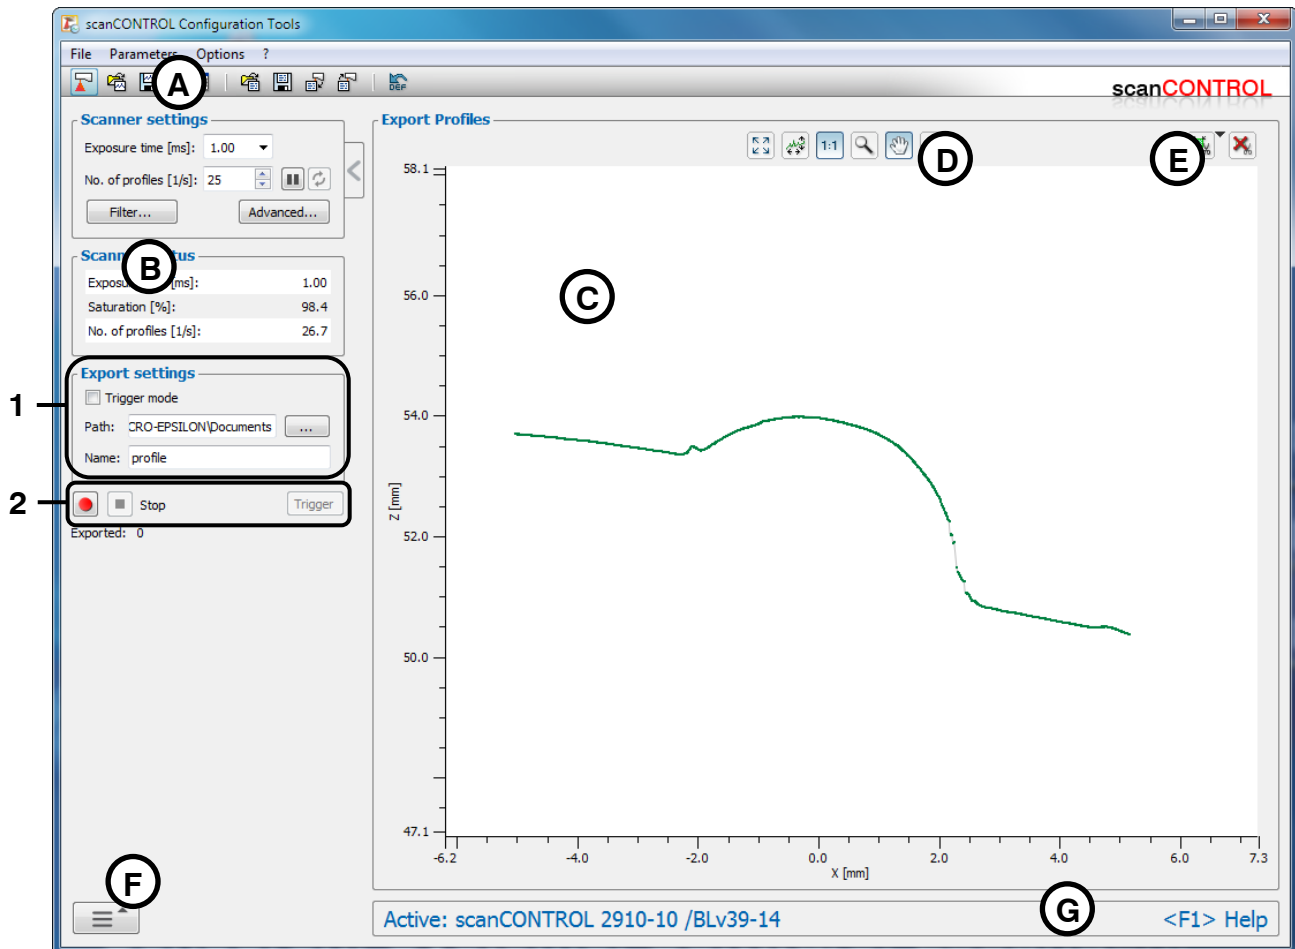 scanCONTROL Configuration Tools
File Parameters Options ?
A
DEF
scanCONTROL
Scanner settings
Exposure time [ms]: 1.00
No. of profiles [1/s]: 25
Filter... Advanced...
B
Exposu [ms]: 1.00
Saturation [%]: 98.4
No. of profiles [1/s]: 26.7
1
Export settings
Trigger mode
Path: CRO-EPSILON\Documents ...
Name: profile
2
Stop Trigger
Exported: 0
F
Export Profiles
1:1
D
E
C
58.1
56.0
54.0
52.0
50.0
47.1
Z [mm]
-6.2 -4.0 -2.0 0.0 2.0 4.0 6.0 7.3
X [mm]
G
Active: scanCONTROL 2910-10 /BLv39-14 <F1> Help